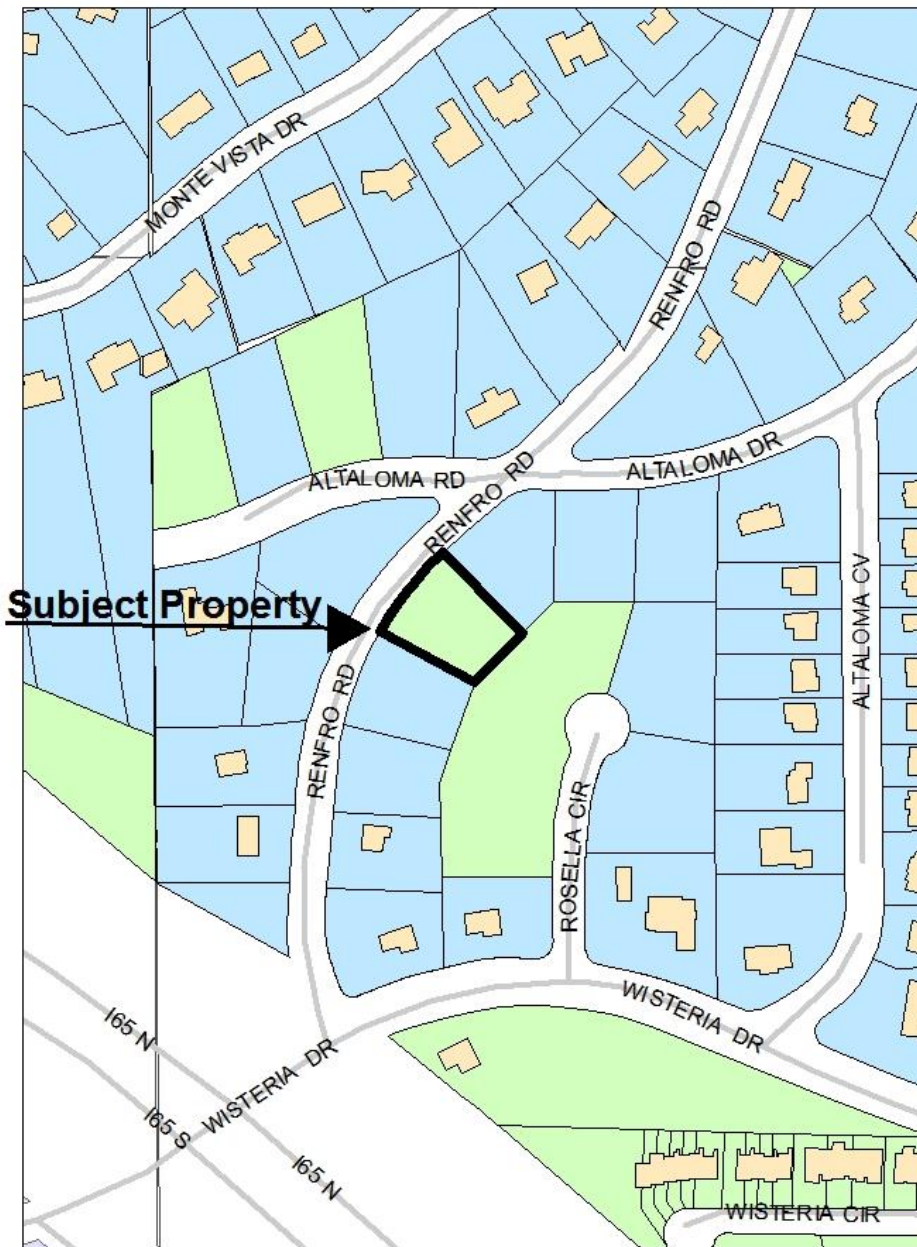 MONTE VISTA DR
RENFRO RD
ALTALOMA DR
RENFRO RD
ALTALOMA RD
ALTALOMA CV
Subject Property
RENFRO RD
ROSELLA CIR
WISTERIA DR
I65 N
WISTERIA DR
I65 S
I65 N
WISTERIA CIR